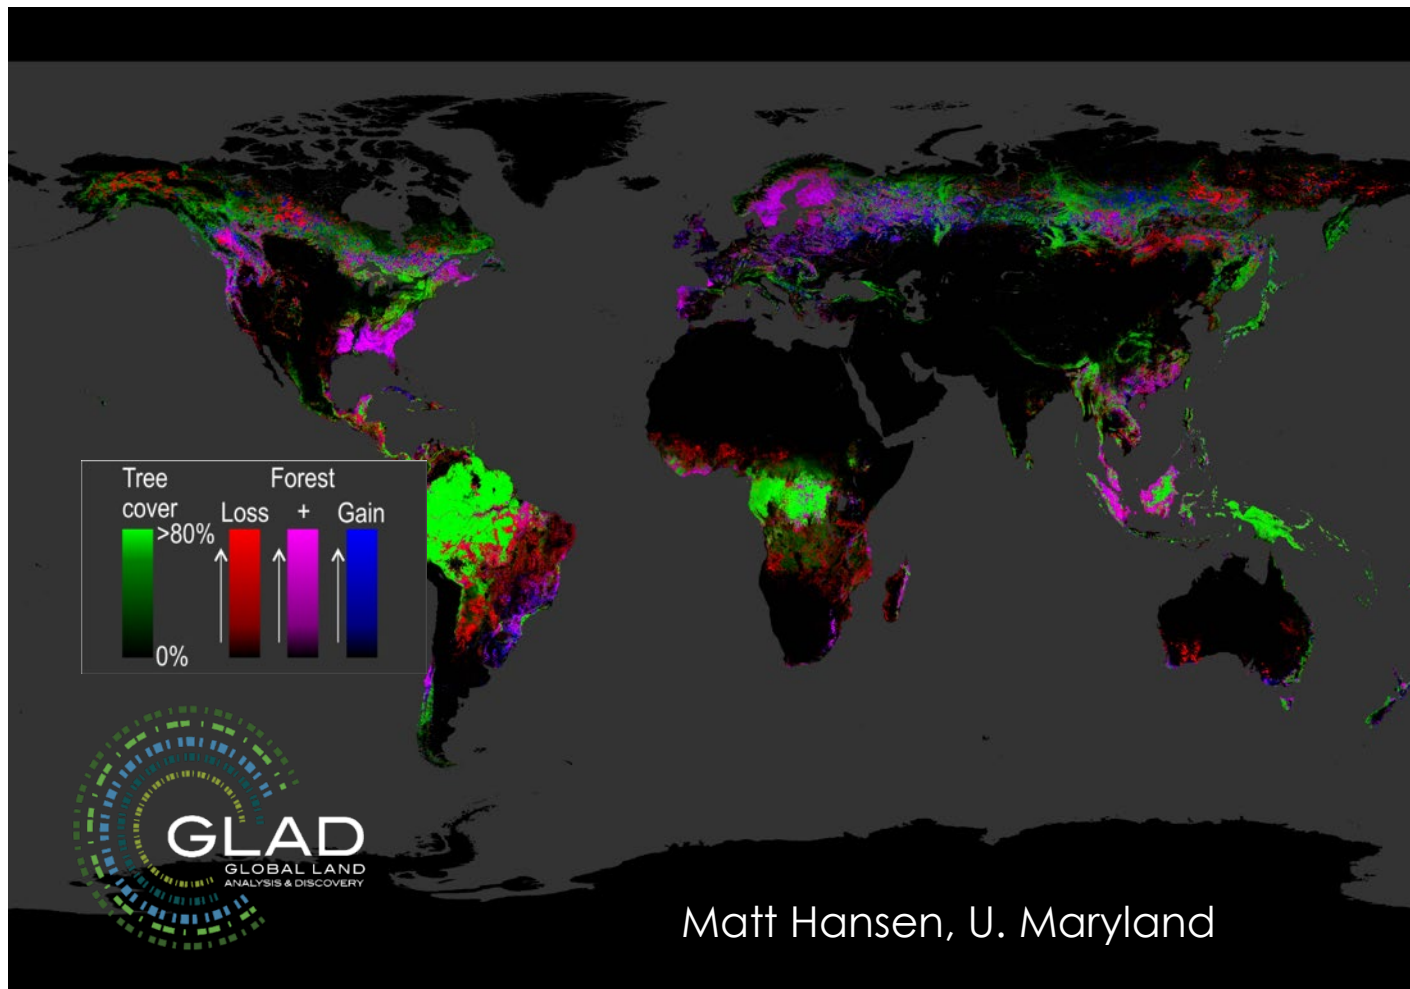 Tree
cover
Forest
Loss + Gain
>80%
0%
GLAD
GLOBAL LAND
ANALYSIS & DISCOVERY
Matt Hansen, U. Maryland